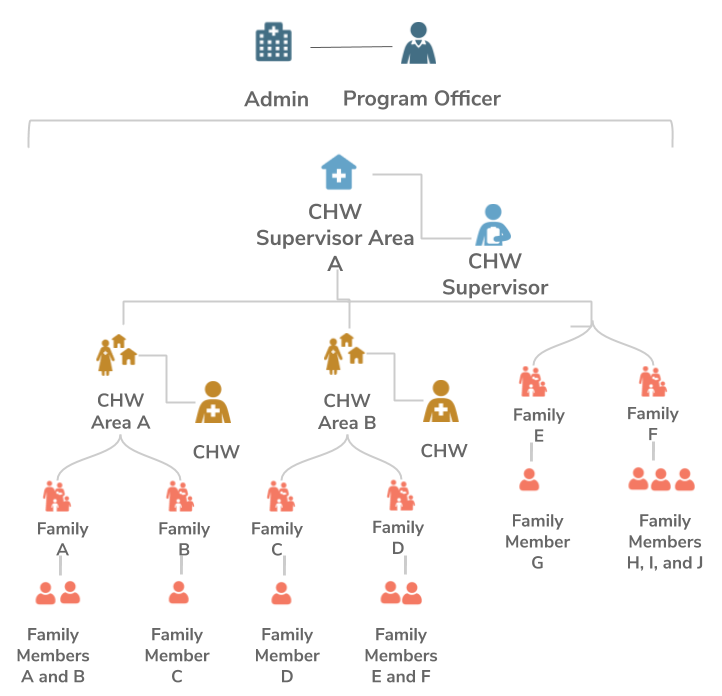 Admin
Program Officer
CHW
Supervisor Area
A
CHW
Supervisor
CHW
Area A
CHW
CHW
Area B
CHW
Family
E
Family
F
Family
A
Family
B
Family
C
Family
D
Family
Member
G
Family
Members
H, I, and J
Family
Members
A and B
Family
Member
C
Family
Member
D
Family
Members
E and F